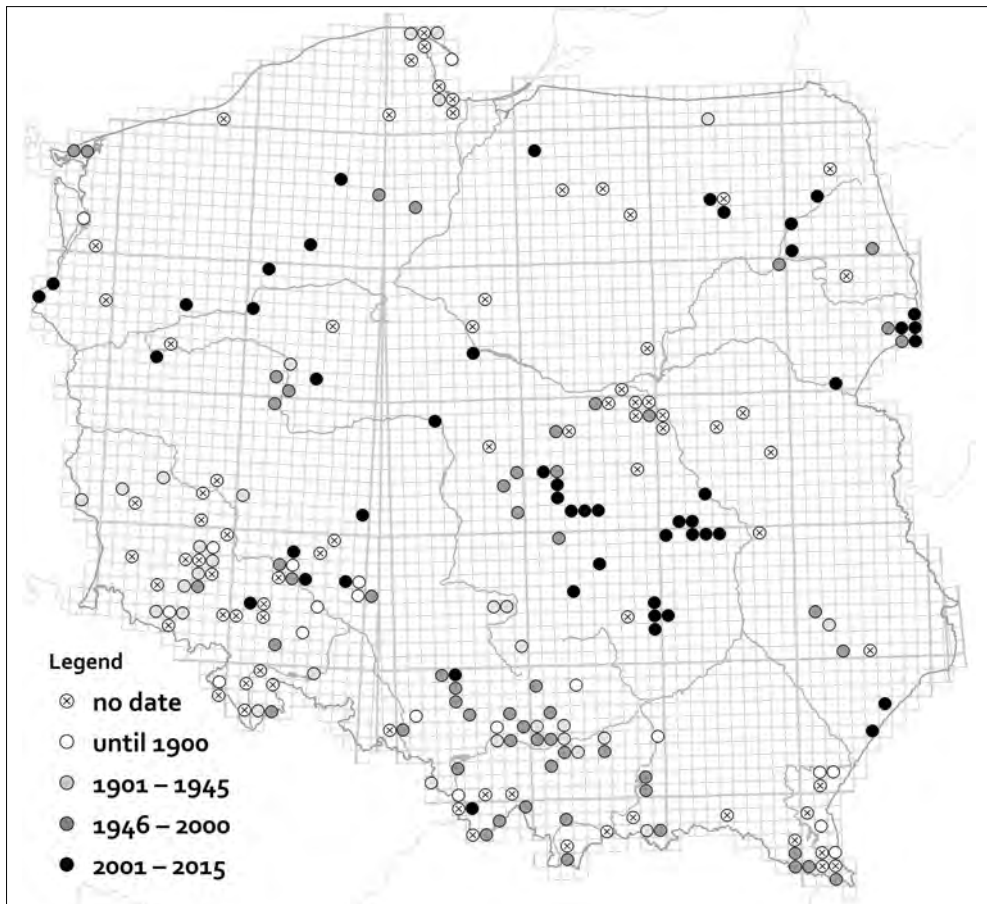 Legend
no date
until 1900
1901 – 1945
1946 – 2000
2001 – 2015